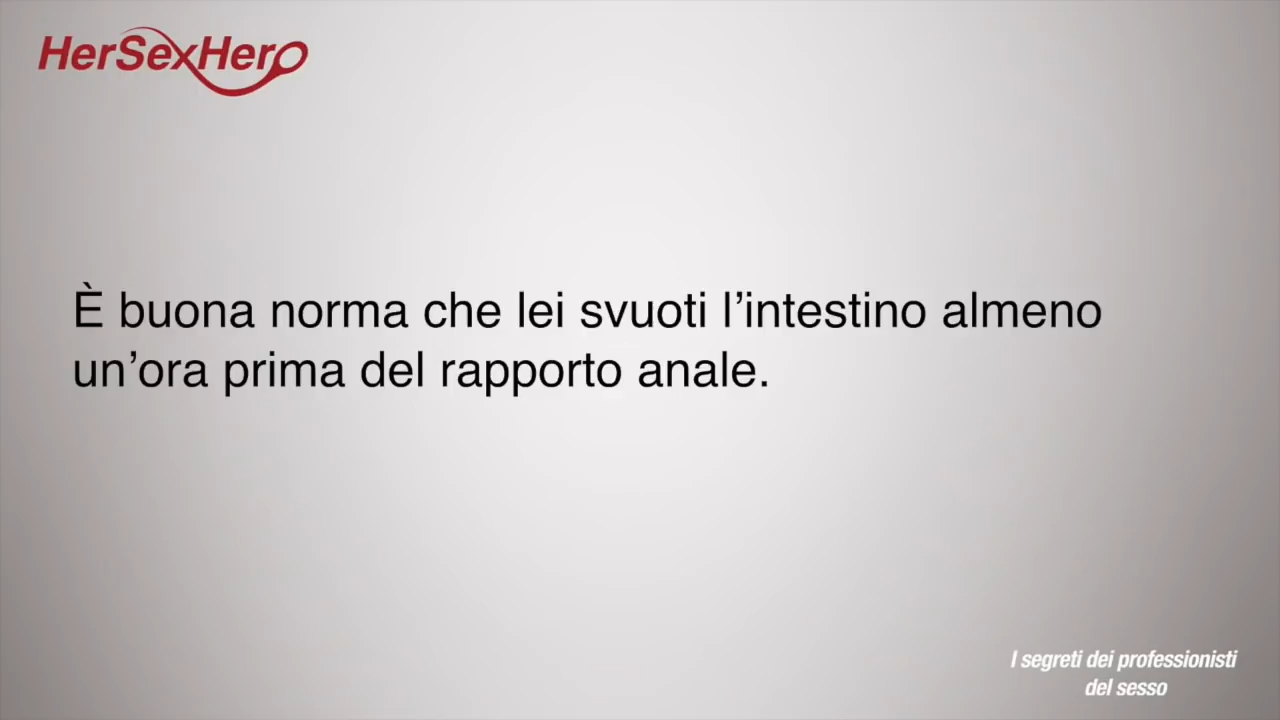 HerSexHero
È buona norma che lei svuoti l’intestino almeno
un’ora prima del rapporto anale.
I segreti dei professionisti
del sesso